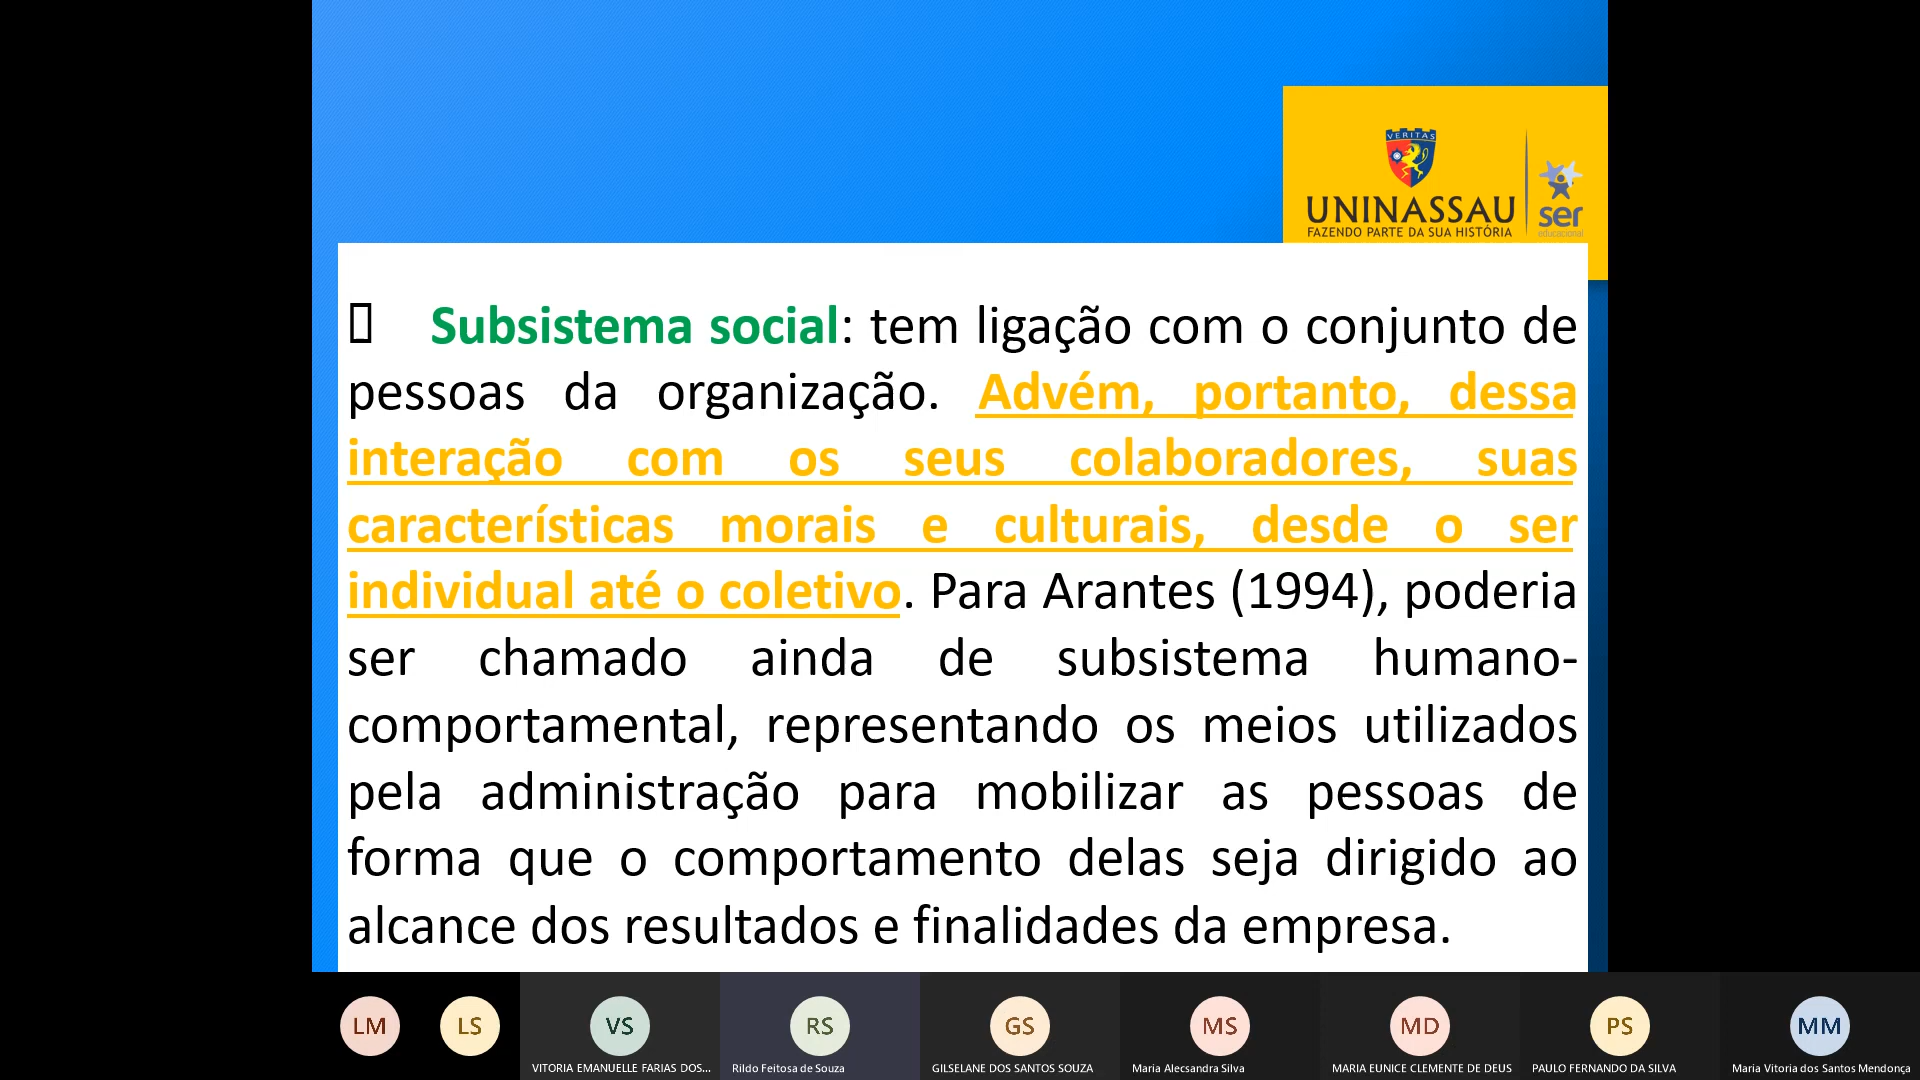 VERITAS
UNINASSAU
FAZENDO PARTE DA SUA HISTÓRIA
ser
educacional
Subsistema social: tem ligação com o conjunto de
pessoas da organização. Advém, portanto, dessa
interação com os seus colaboradores, suas
características morais e culturais, desde o ser
individual até o coletivo. Para Arantes (1994), poderia
ser chamado ainda de subsistema humano-
comportamental, representando os meios utilizados
pela administração para mobilizar as pessoas de
forma que o comportamento delas seja dirigido ao
alcance dos resultados e finalidades da empresa.
LM LS VS RS GS MS MD PS MM
VITORIA EMANUELLE FARIAS DOS... Rildo Feitosa de Souza GILSELANE DOS SANTOS SOUZA Maria Alecsandra Silva MARIA EUNICE CLEMENTE DE DEUS PAULO FERNANDO DA SILVA Maria Vitoria dos Santos Mendonça